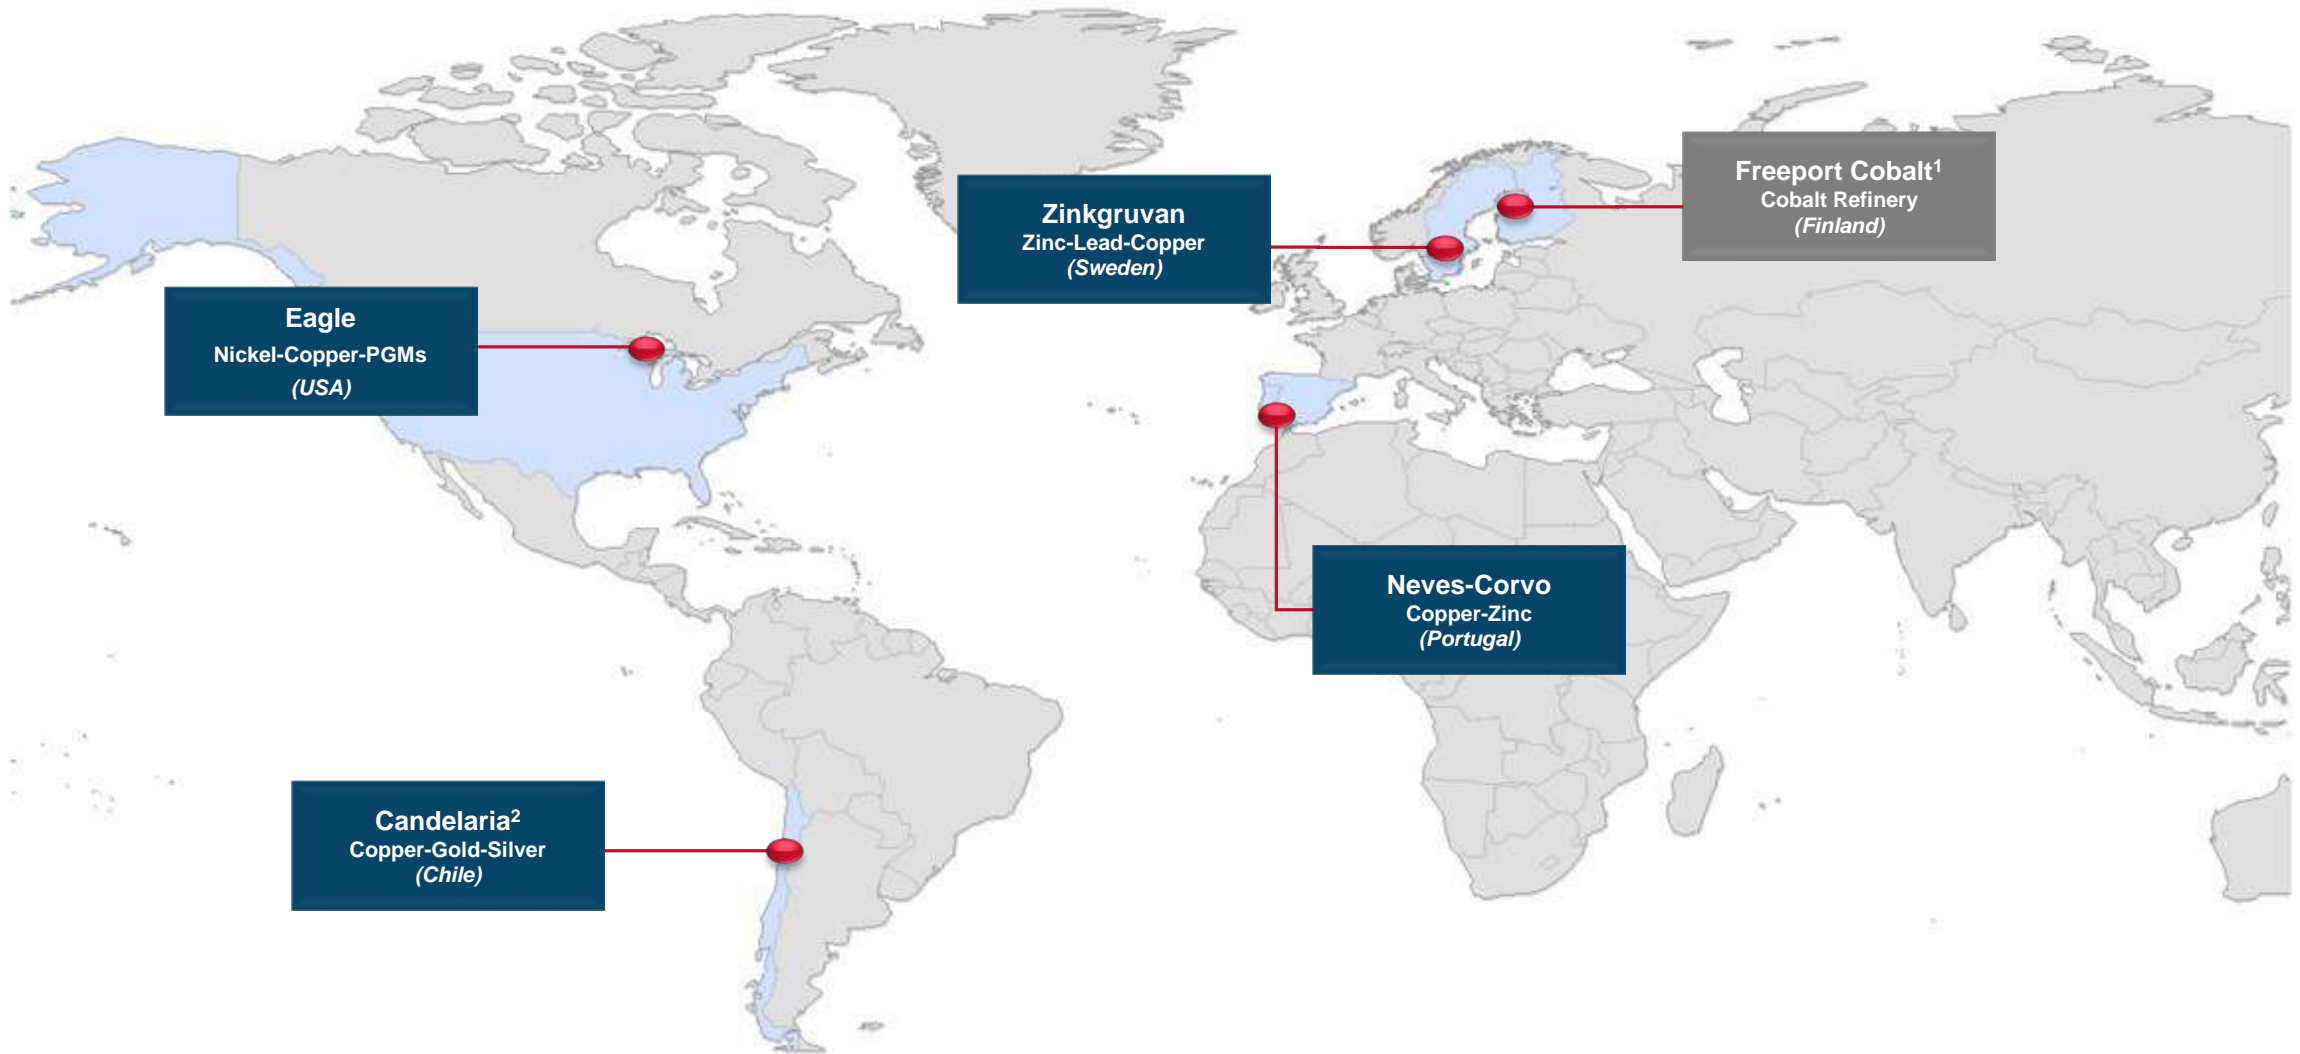 Freeport Cobalt¹
Cobalt Refinery
(Finland)
Zinkgruvan
Zinc-Lead-Copper
(Sweden)
Eagle
Nickel-Copper-PGMs
(USA)
Neves-Corvo
Copper-Zinc
(Portugal)
Candelaria²
Copper-Gold-Silver
(Chile)